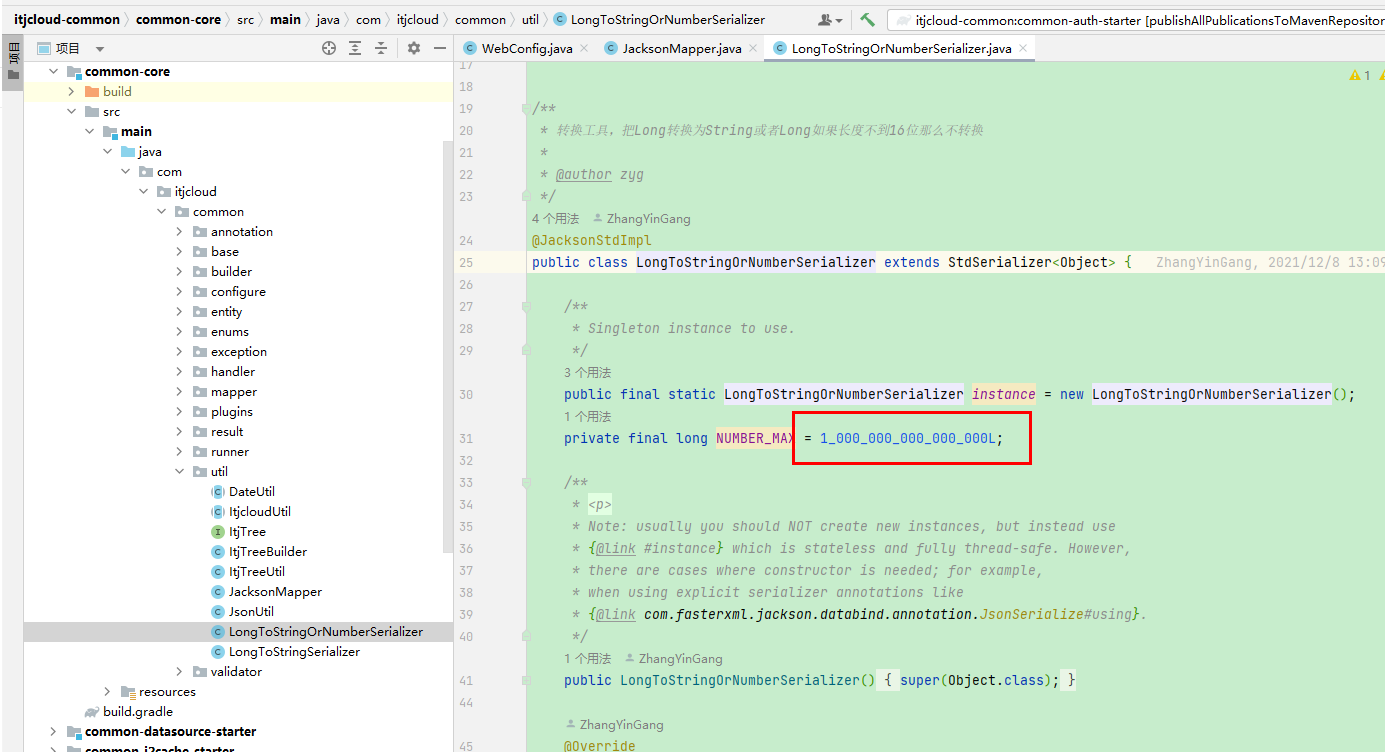 itjcloud-common › common-core › src › main › java › com › itjcloud › common › util › LongToStringOrNumberSerializer
itjcloud-common:common-auth-starter [publishAllPublicationsToMavenRepositor
项目
项目
WebConfig.java
JacksonMapper.java
LongToStringOrNumberSerializer.java
common-core
build
src
main
java
com
itjcloud
common
annotation
base
builder
configure
entity
enums
exception
handler
mapper
plugins
result
runner
util
DateUtil
ItjcloudUtil
ItjTree
ItjTreeBuilder
ItjTreeUtil
JacksonMapper
JsonUtil
LongToStringOrNumberSerializer
LongToStringSerializer
validator
resources
build.gradle
common-datasource-starter
common-j2cache-starter
1
17
18
19 /**
20 * 转换工具，把Long转换为String或者Long如果长度不到16位那么不转换
21 *
22 * @author zyg
23 */
4 个用法 ZhangYinGang
24 @JacksonStdImpl
25 public class LongToStringOrNumberSerializer extends StdSerializer<Object> { ZhangYinGang, 2021/12/8 13:09
26
27 /**
28 * Singleton instance to use.
29 */
3 个用法
30 public final static LongToStringOrNumberSerializer instance = new LongToStringOrNumberSerializer();
1 个用法
31 private final long NUMBER_MAX = 1_000_000_000_000_000L;
32
33 /**
34 * <p>
35 * Note: usually you should NOT create new instances, but instead use
36 * {@link #instance} which is stateless and fully thread-safe. However,
37 * there are cases where constructor is needed; for example,
38 * when using explicit serializer annotations like
39 * {@link com.fasterxml.jackson.databind.annotation.JsonSerialize#using}.
40 */
1 个用法 ZhangYinGang
41 public LongToStringOrNumberSerializer() { super(Object.class); }
44
ZhangYinGang
45 @Override